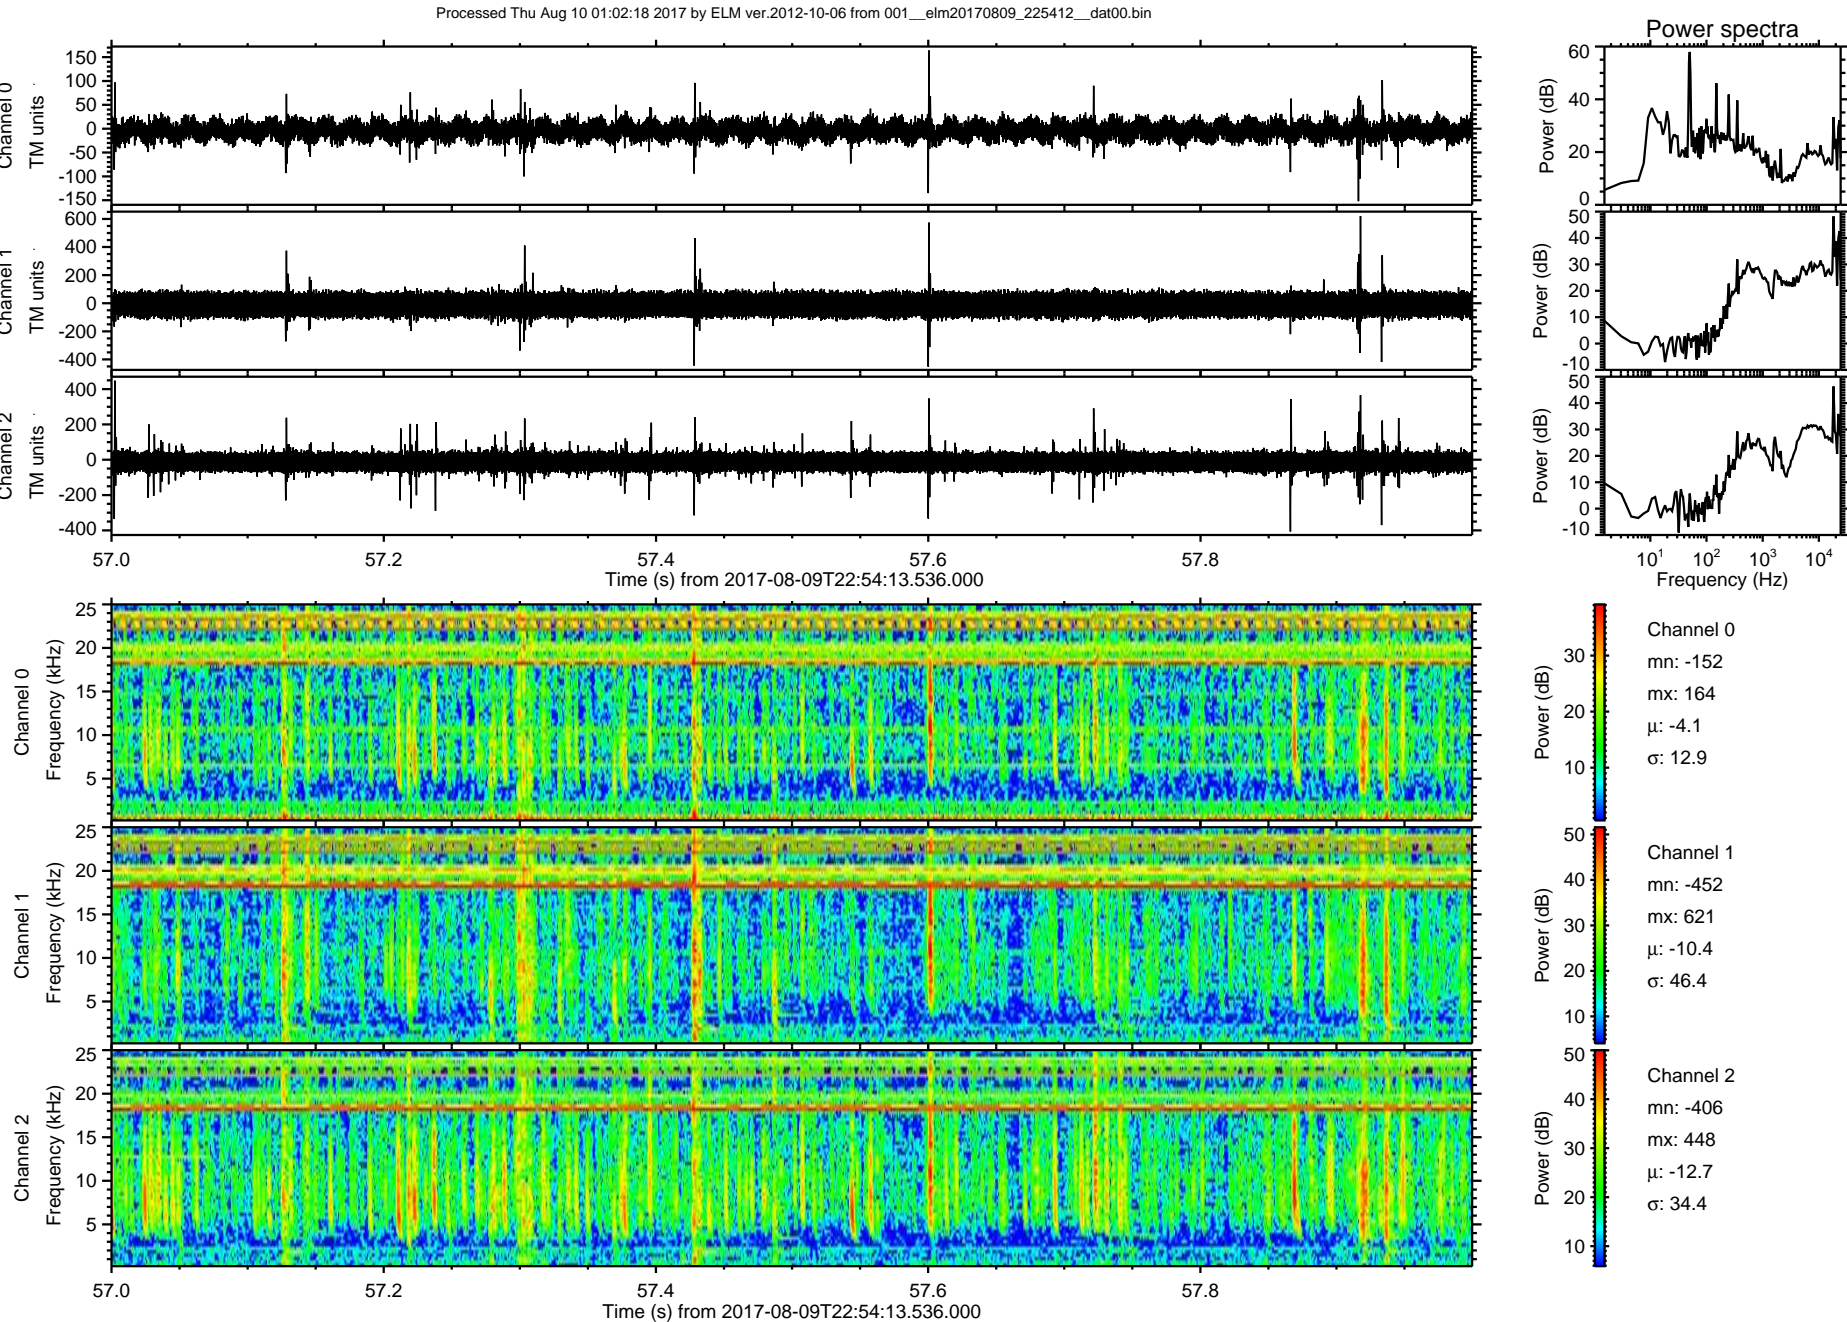 Processed Thu Aug 10 01:02:18 2017 by ELM ver.2012-10-06 from 001__elm20170809_225412__dat00.bin
Power spectra
Channel 0
TM units
150
100
50
0
-50
-100
-150
Power (dB)
60
40
20
0
Channel 1
TM units
600
400
200
0
-200
-400
Power (dB)
50
40
30
20
10
0
-10
Channel 2
TM units
400
200
0
-200
-400
Power (dB)
50
40
30
20
10
0
-10
57.0 57.2 57.4 57.6 57.8
Time (s) from 2017-08-09T22:54:13.536.000
10^1 10^2 10^3 10^4
Frequency (Hz)
Channel 0
Frequency (kHz)
25
20
15
10
5
Power (dB)
30
20
10
Channel 0
mn: -152
mx: 164
μ: -4.1
σ: 12.9
Channel 1
Frequency (kHz)
25
20
15
10
5
Power (dB)
50
40
30
20
10
Channel 1
mn: -452
mx: 621
μ: -10.4
σ: 46.4
Channel 2
Frequency (kHz)
25
20
15
10
5
Power (dB)
50
40
30
20
10
Channel 2
mn: -406
mx: 448
μ: -12.7
σ: 34.4
57.0 57.2 57.4 57.6 57.8
Time (s) from 2017-08-09T22:54:13.536.000